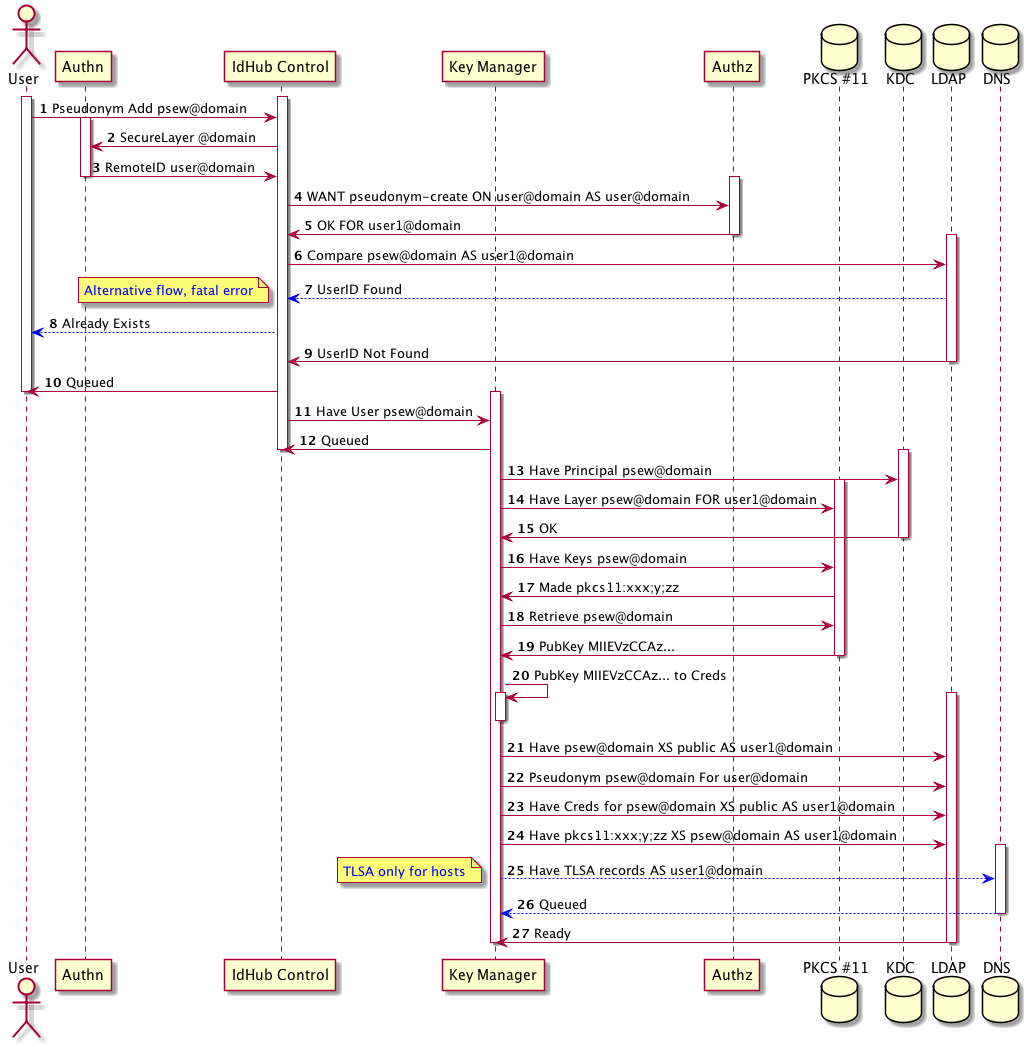 User
Authn
IdHub Control
Key Manager
Authz
PKCS #11
KDC
LDAP
DNS
1 Pseudonym Add psew@domain
2 SecureLayer @domain
3 RemoteID user@domain
4 WANT pseudonym-create ON user@domain AS user@domain
5 OK FOR user1@domain
6 Compare psew@domain AS user1@domain
Alternative flow, fatal error
7 UserID Found
8 Already Exists
9 UserID Not Found
10 Queued
11 Have User psew@domain
12 Queued
13 Have Principal psew@domain
14 Have Layer psew@domain FOR user1@domain
15 OK
16 Have Keys psew@domain
17 Made pkcs11:xxx;y;zz
18 Retrieve psew@domain
19 PubKey MIIEVzCCAz...
20 PubKey MIIEVzCCAz... to Creds
21 Have psew@domain XS public AS user1@domain
22 Pseudonym psew@domain For user@domain
23 Have Creds for psew@domain XS public AS user1@domain
24 Have pkcs11:xxx;y;zz XS psew@domain AS user1@domain
TLSA only for hosts
25 Have TLSA records AS user1@domain
26 Queued
27 Ready
User
Authn
IdHub Control
Key Manager
Authz
PKCS #11
KDC
LDAP
DNS